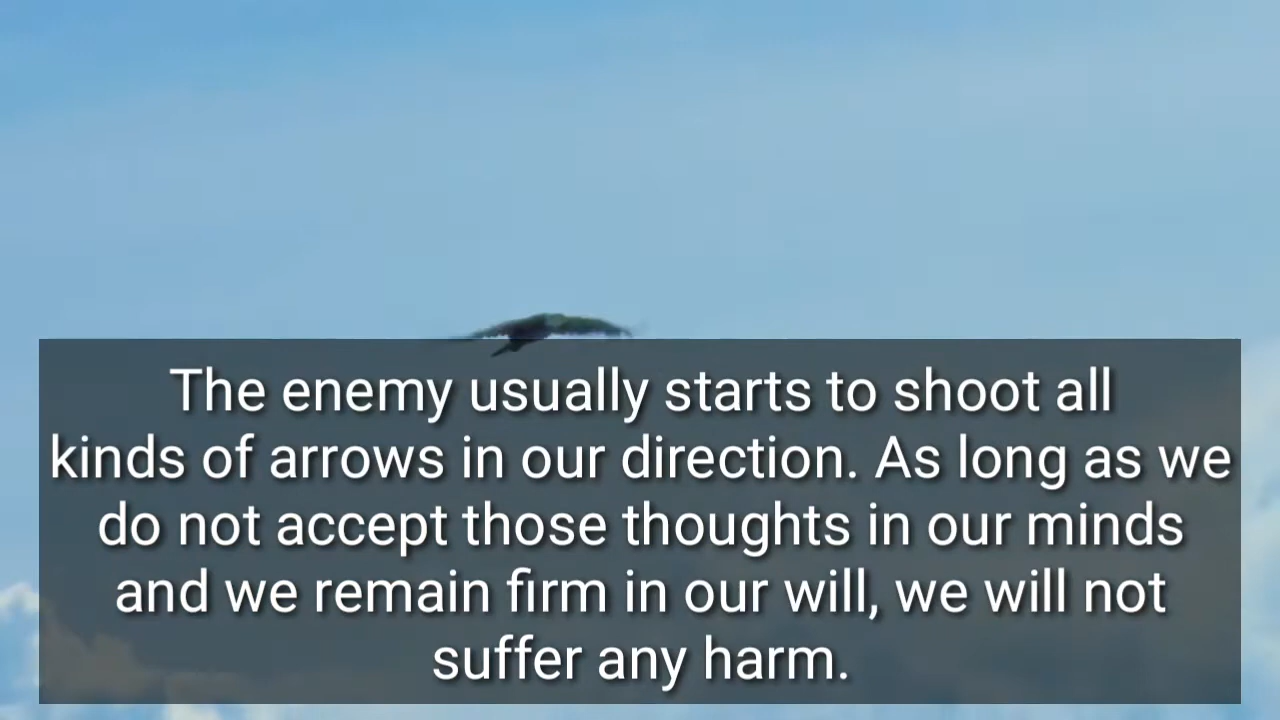 The enemy usually starts to shoot all
kinds of arrows in our direction. As long as we
do not accept those thoughts in our minds
and we remain firm in our will, we will not
suffer any harm.